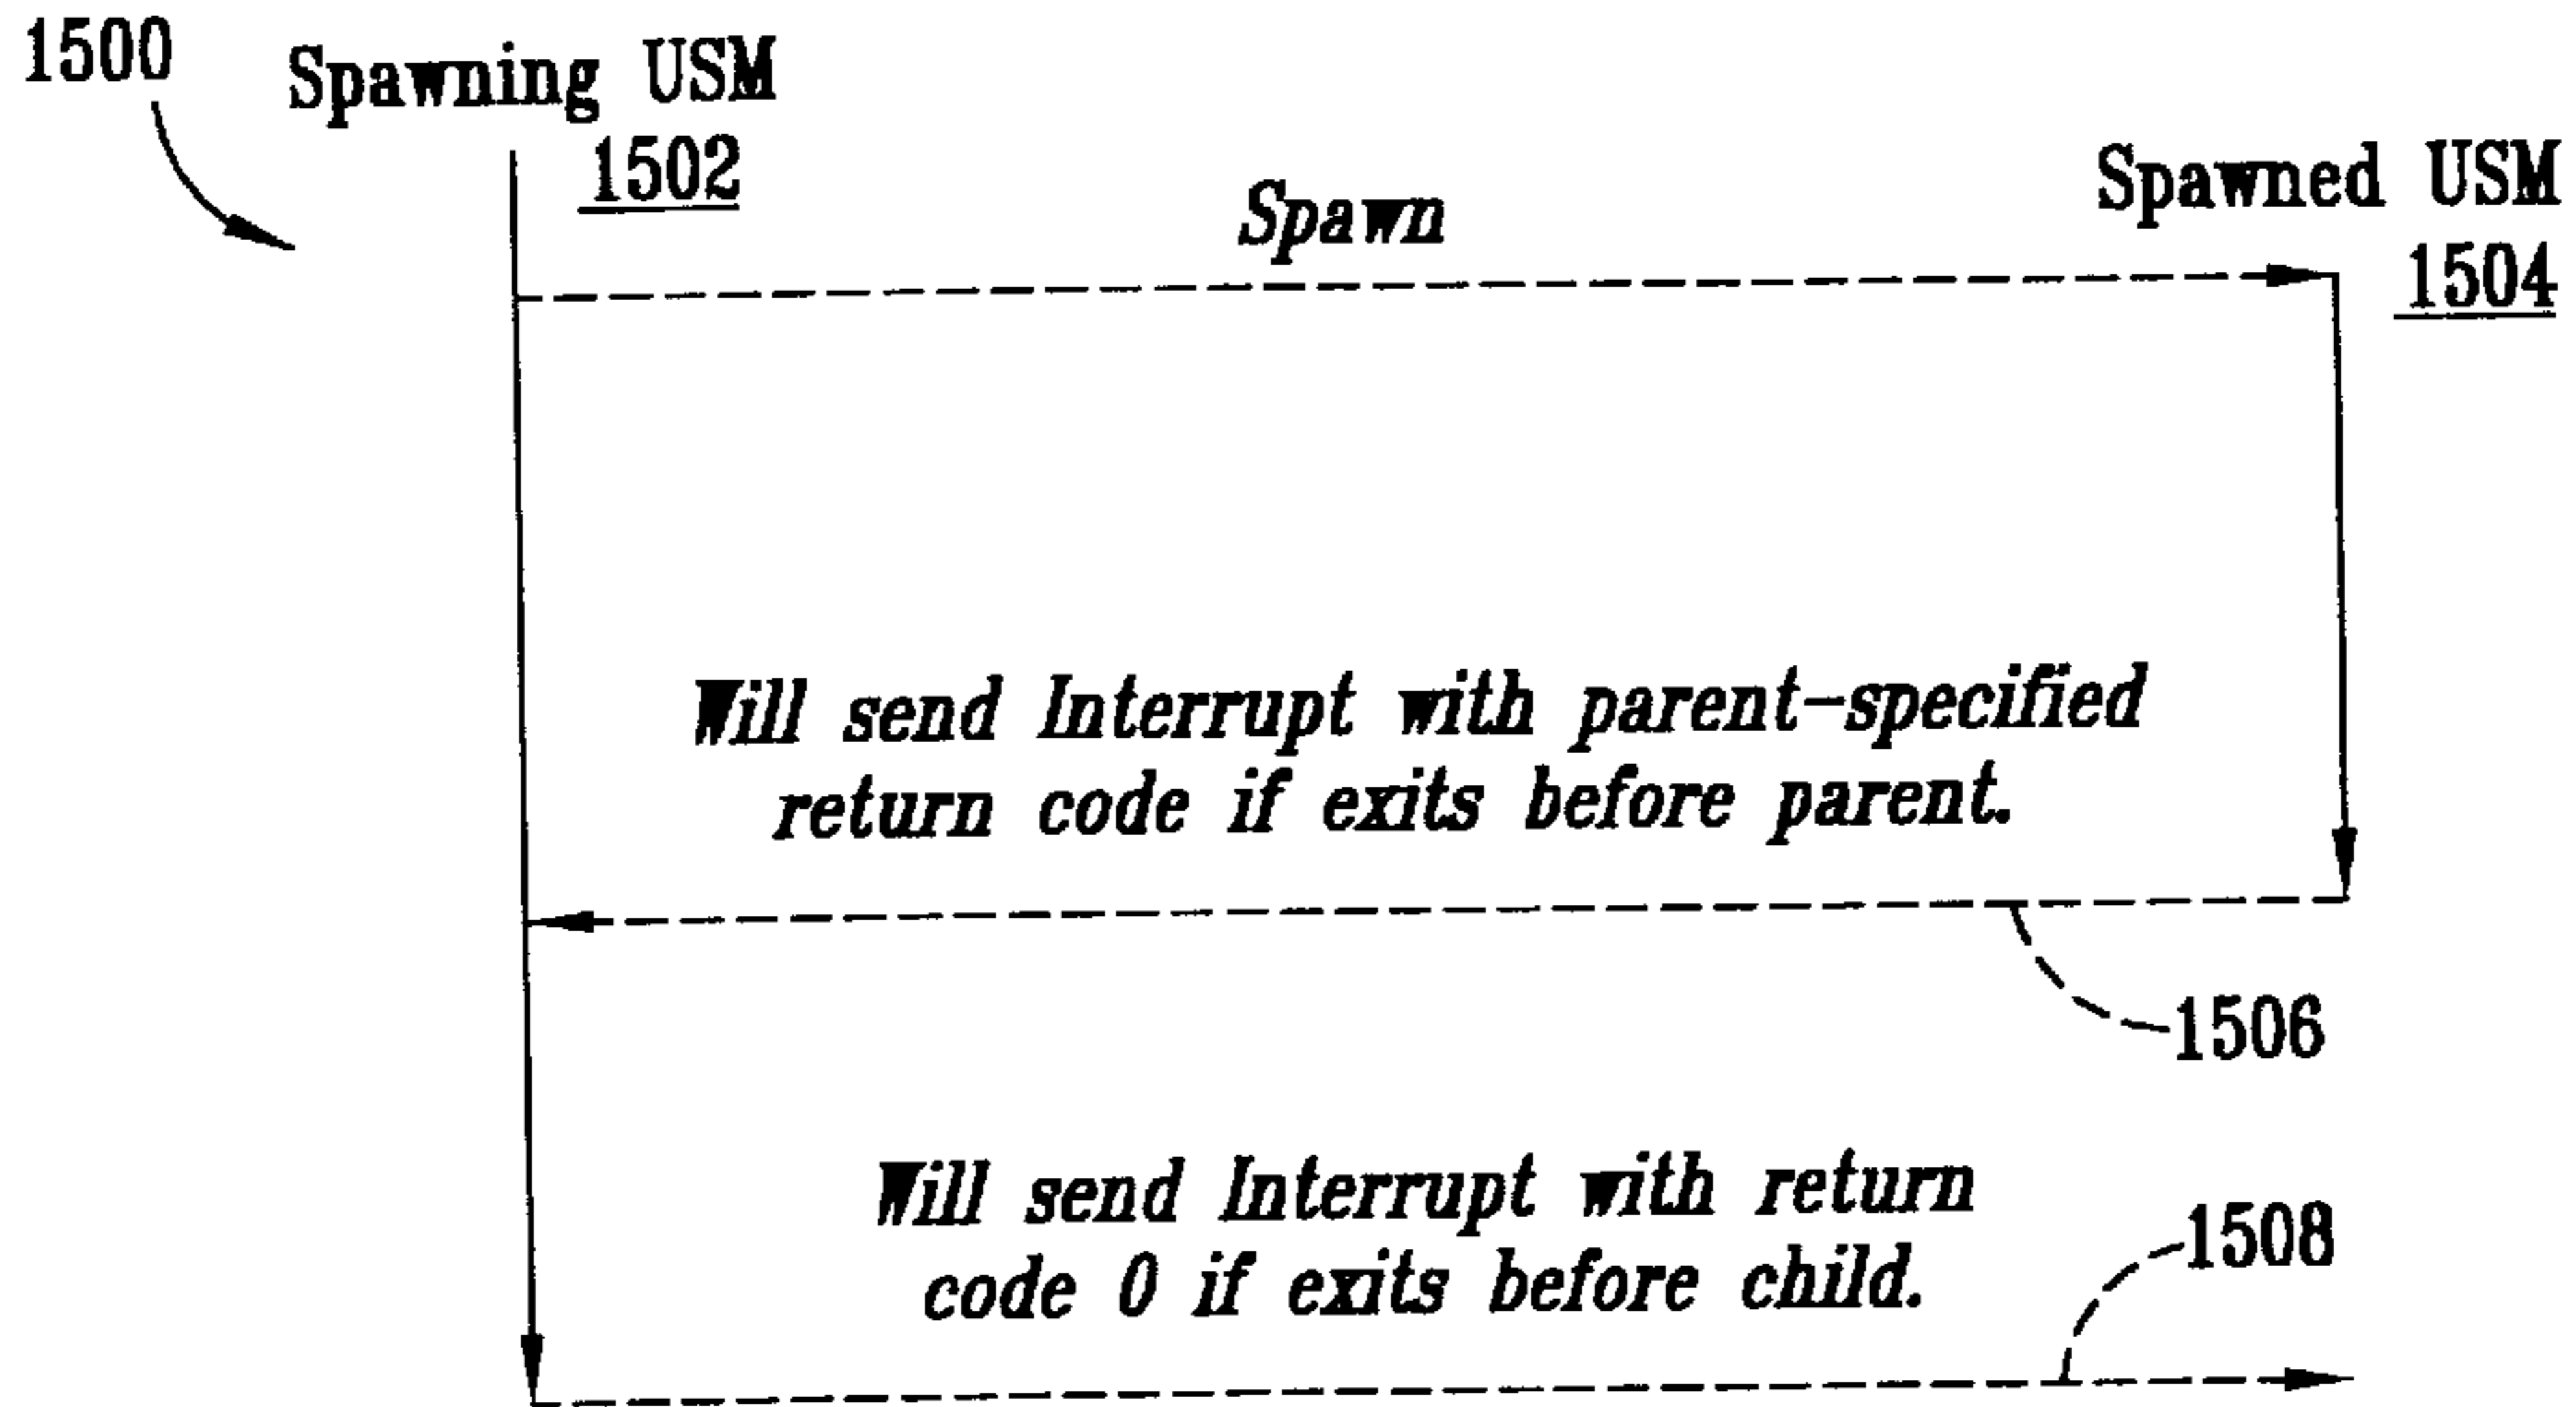 1500
Spawning USM
1502
Spawn
Spawned USM
1504
Will send Interrupt with parent-specified
return code if exits before parent.
1506
Will send Interrupt with return
code 0 if exits before child.
1508